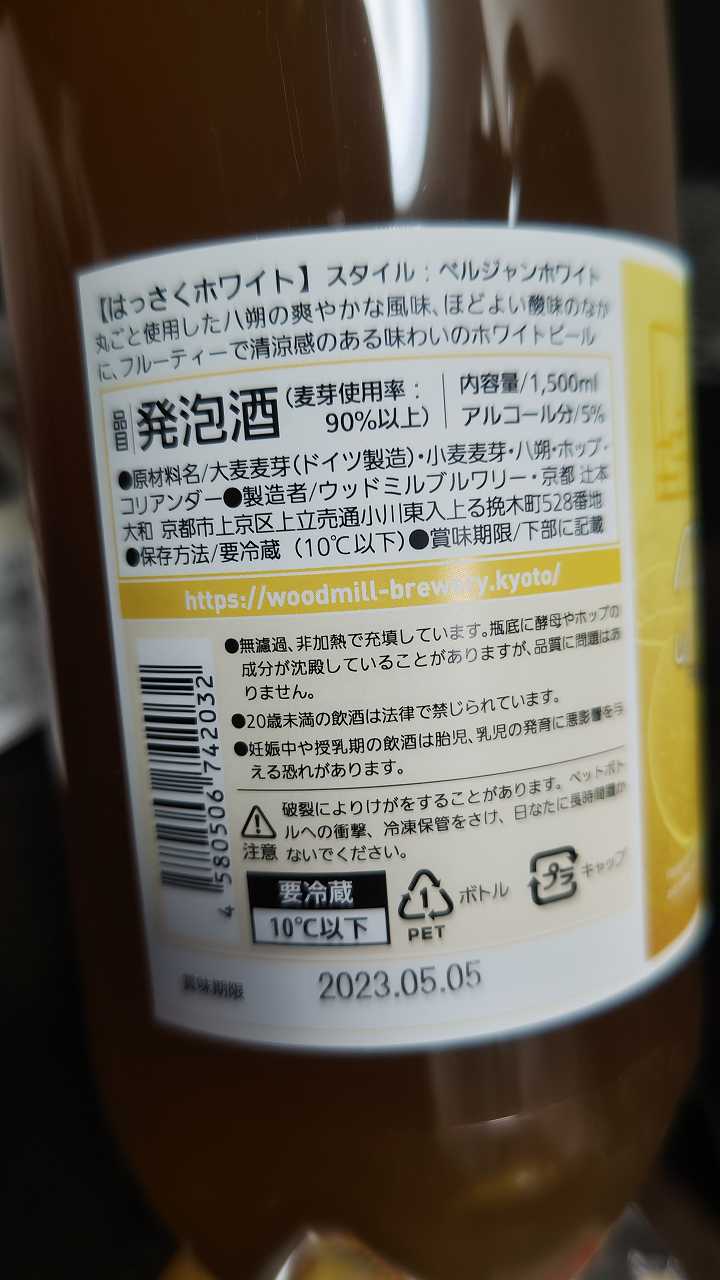 【はっさくホワイト】 スタイル：ベルジャンホワイト
丸ごと使用した八朔の爽やかな風味、ほどよい酸味のなか
に、フルーティーで清涼感のある味わいのホワイトビール
品目 発泡酒 (麦芽使用率：90%以上)
内容量/1,500ml
アルコール分/5%
●原材料名/大麦麦芽(ドイツ製造)・小麦麦芽・八朔・ホップ・
コリアンダー●製造者/ウッドミルブルワリー・京都 辻本
大和 京都市上京区上立売通小川東入上る挽木町528番地
●保存方法/要冷蔵（10℃以下）●賞味期限/下部に記載
https://woodmill-brewery.kyoto/
●無濾過、非加熱で充填しています。瓶底に酵母やホップの
成分が沈殿していることがありますが、品質に問題はあ
りません。
●20歳未満の飲酒は法律で禁じられています。
●妊娠中や授乳期の飲酒は胎児、乳児の発育に悪影響を与
える恐れがあります。
破裂によりけがをすることがあります。ペットボト
ルへの衝撃、冷凍保管をさけ、日なたに長時間置か
注意 ないでください。
4 580506 742032
要冷蔵
10℃以下
1
PET
ボトル
プラ
キャップ
賞味期限 2023.05.05